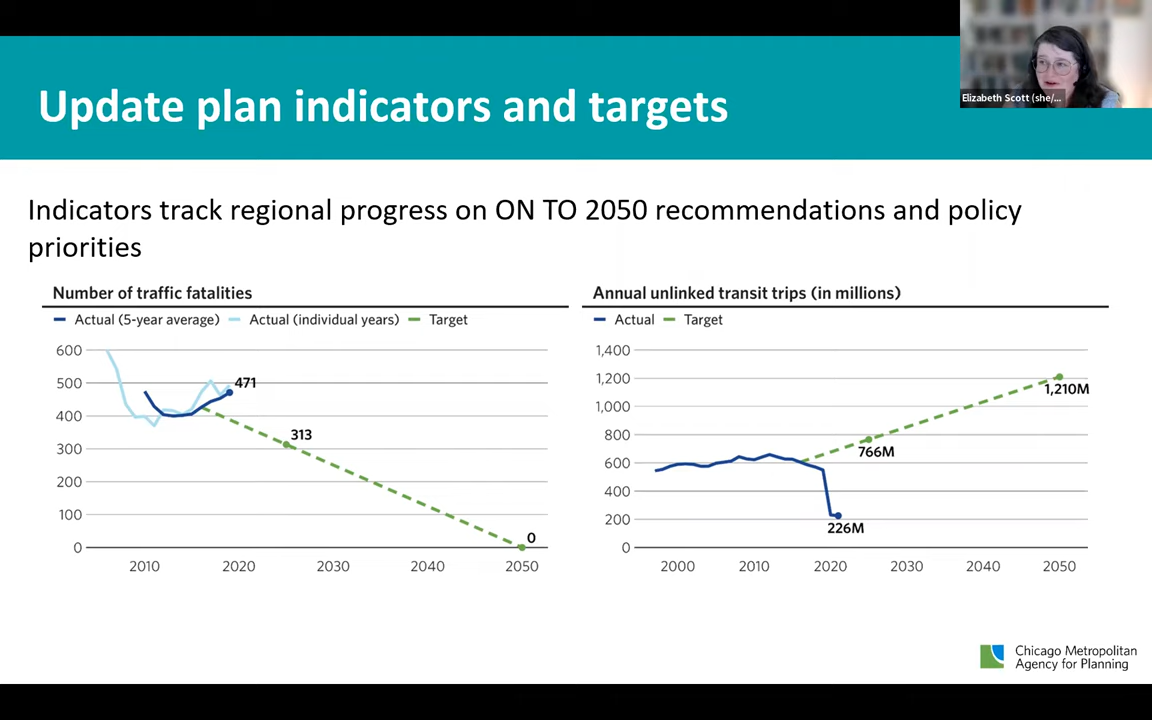 Update plan indicators and targets
Elizabeth Scott (she/...
Indicators track regional progress on ON TO 2050 recommendations and policy
priorities
Number of traffic fatalities
Actual (5-year average) Actual (individual years) Target
600
500
400
300
200
100
0
471
313
0
2010 2020 2030 2040 2050
Annual unlinked transit trips (in millions)
Actual Target
1,400
1,200
1,000
800
600
400
200
0
1,210M
766M
226M
2000 2010 2020 2030 2040 2050
Chicago Metropolitan
Agency for Planning